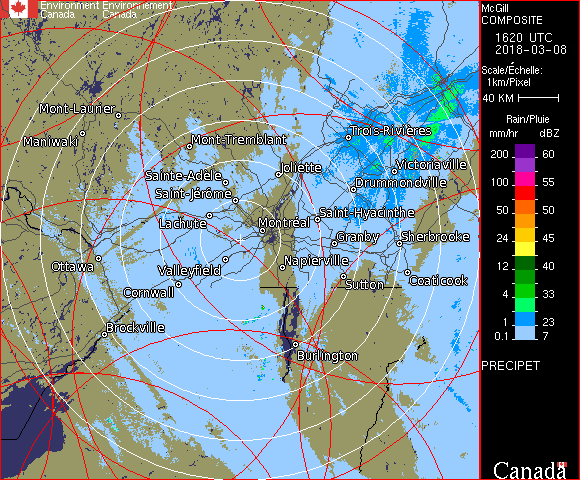 Environment Environnement
Canada Canada
McGill
COMPOSITE
1620 UTC
2018-03-08
Scale/Échelle:
1km/Pixel
40 KM
Rain/Pluie
mm/hr dBZ
200 60
100 55
50 50
24 45
12 40
4 33
1 23
0.1 7
PRECIPET
Canada
Mont-Laurier
Maniwaki
Mont-Tremblant
Trois-Rivières
Joliette
Victoriaville
Sainte-Adèle
Drummondville
Saint-Jérôme
Saint-Hyacinthe
Lachute
Montréal
Granby
Sherbrooke
Ottawa
Napierville
Valleyfield
Sutton
Coaticook
Cornwall
Brockville
Burlington